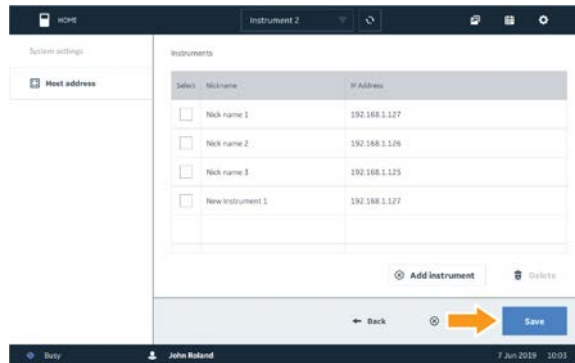 HOME
Instrument 2
System settings
Host address
Instruments
Select Nickname IP Address
Nick name 1 192.168.1.127
Nick name 2 192.168.1.126
Nick name 3 192.168.1.125
New Instrument 1 192.168.1.127
Add instrument
Delete
Back
Save
Busy John Roland 7 Jun 2019 10:03